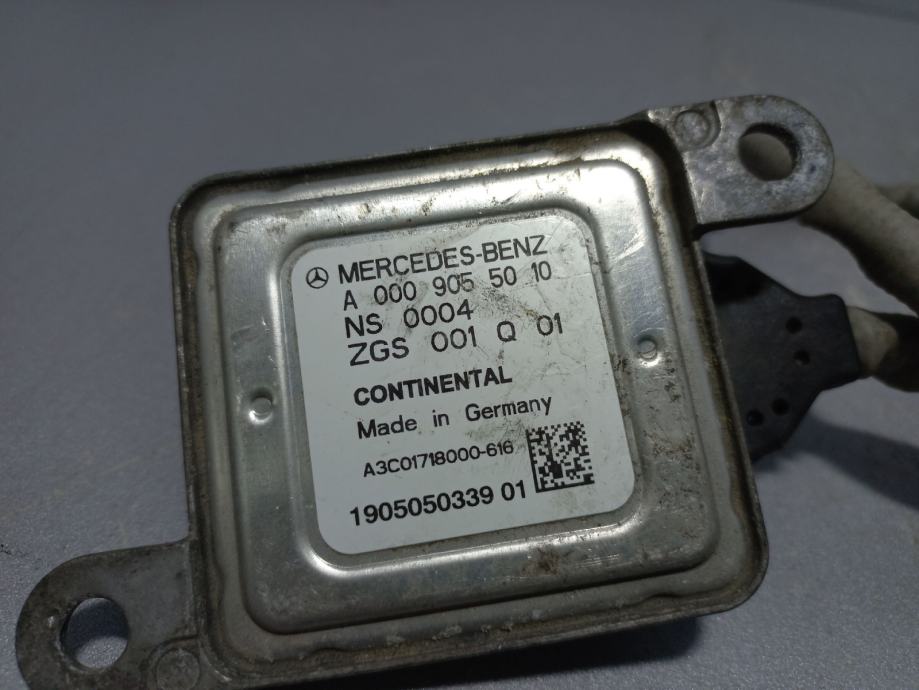 MERCEDES-BENZ
A 000 905 50 10
NS 0004
ZGS 001 Q 01
CONTINENTAL
Made in Germany
A3C01718000-616
1905050339 01